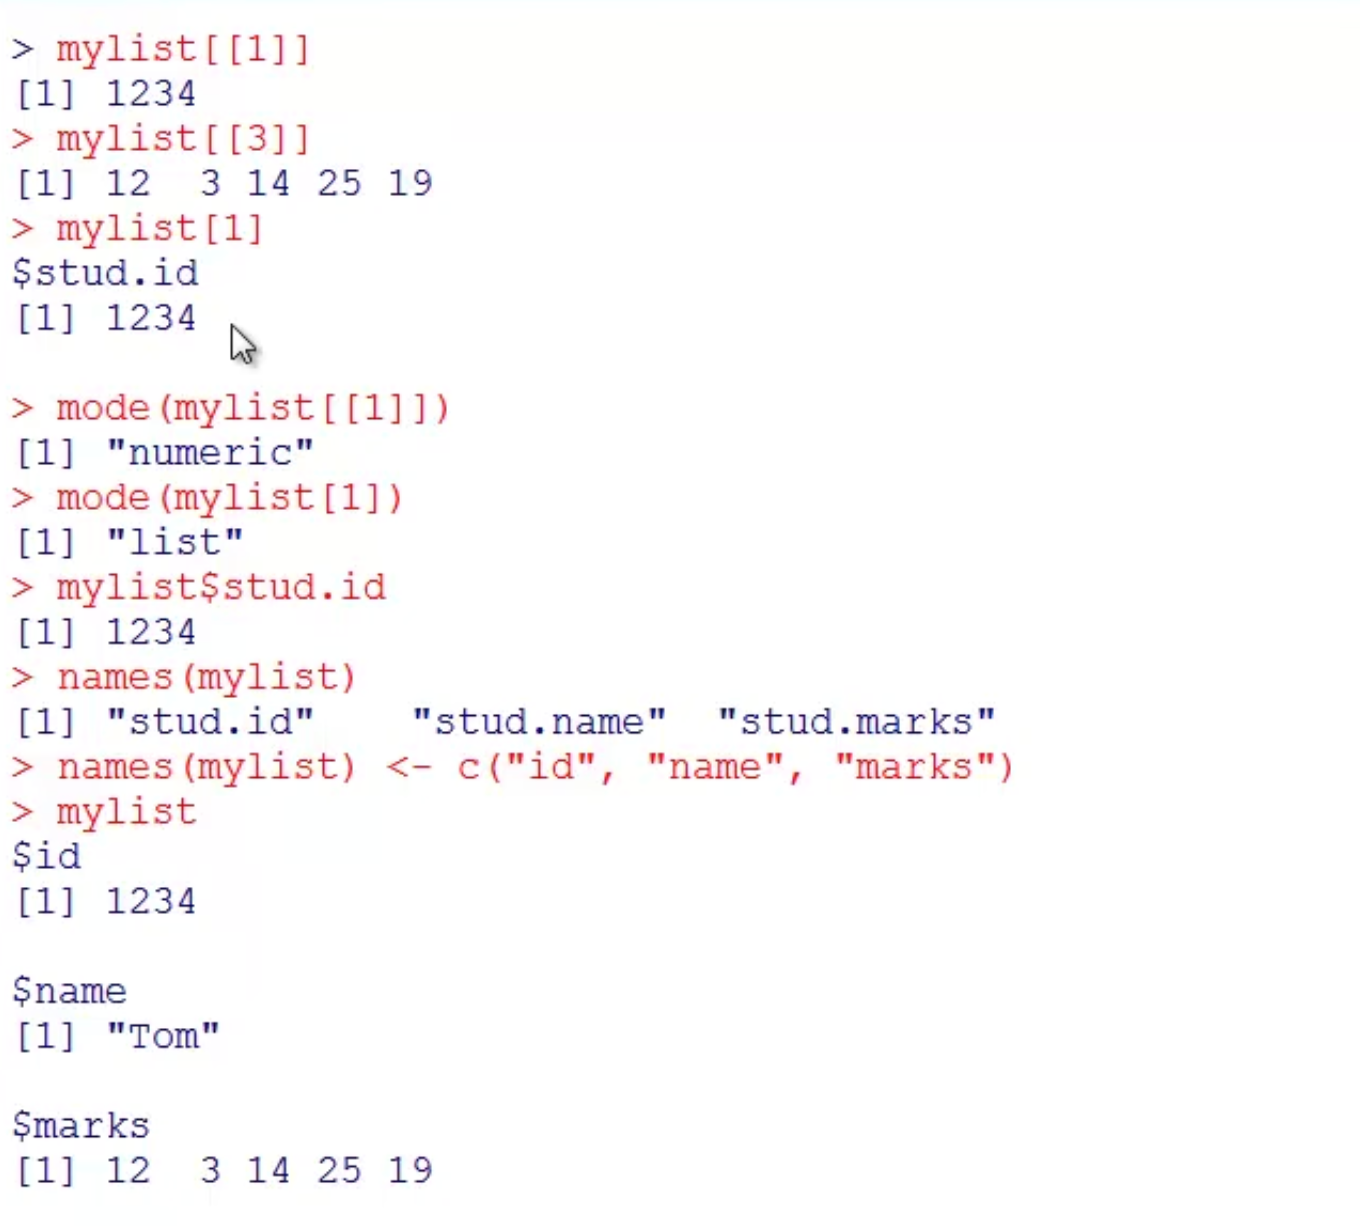 > mylist[[1]]
[1] 1234
> mylist[[3]]
[1] 12  3 14 25 19
> mylist[1]
$stud.id
[1] 1234

> mode(mylist[[1]])
[1] "numeric"
> mode(mylist[1])
[1] "list"
> mylist$stud.id
[1] 1234
> names(mylist)
[1] "stud.id"    "stud.name"  "stud.marks"
> names(mylist) <- c("id", "name", "marks")
> mylist
$id
[1] 1234

$name
[1] "Tom"

$marks
[1] 12  3 14 25 19